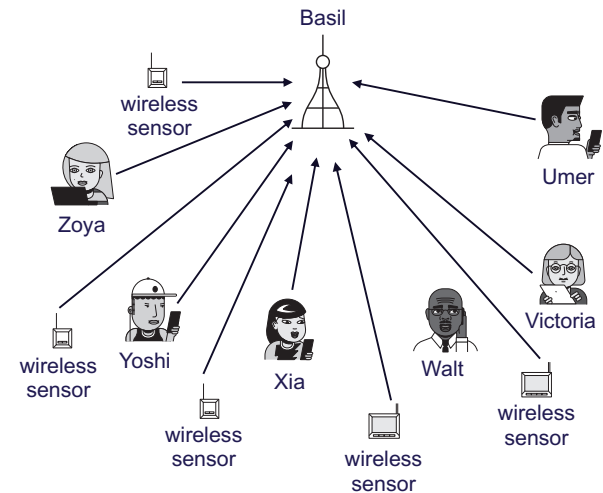 Basil
wireless
sensor
Umer
Zoya
Victoria
Yoshi
Walt
Xia
wireless
sensor
wireless
sensor
wireless
sensor
wireless
sensor